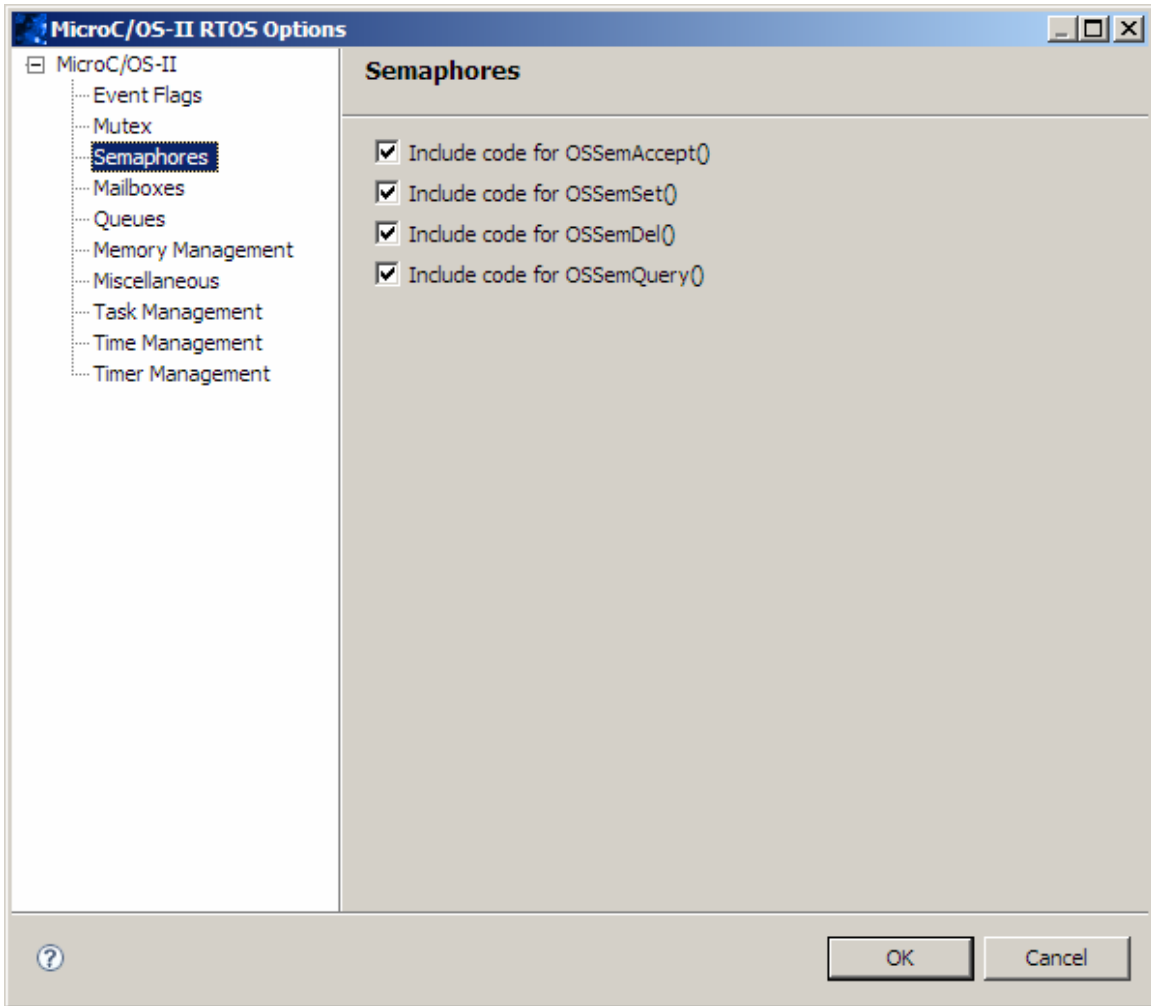 MicroC/OS-II RTOS Options
MicroC/OS-II
Event Flags
Mutex
Semaphores
Mailboxes
Queues
Memory Management
Miscellaneous
Task Management
Time Management
Timer Management
Semaphores
Include code for OSSemAccept()
Include code for OSSemSet()
Include code for OSSemDel()
Include code for OSSemQuery()
?
OK
Cancel